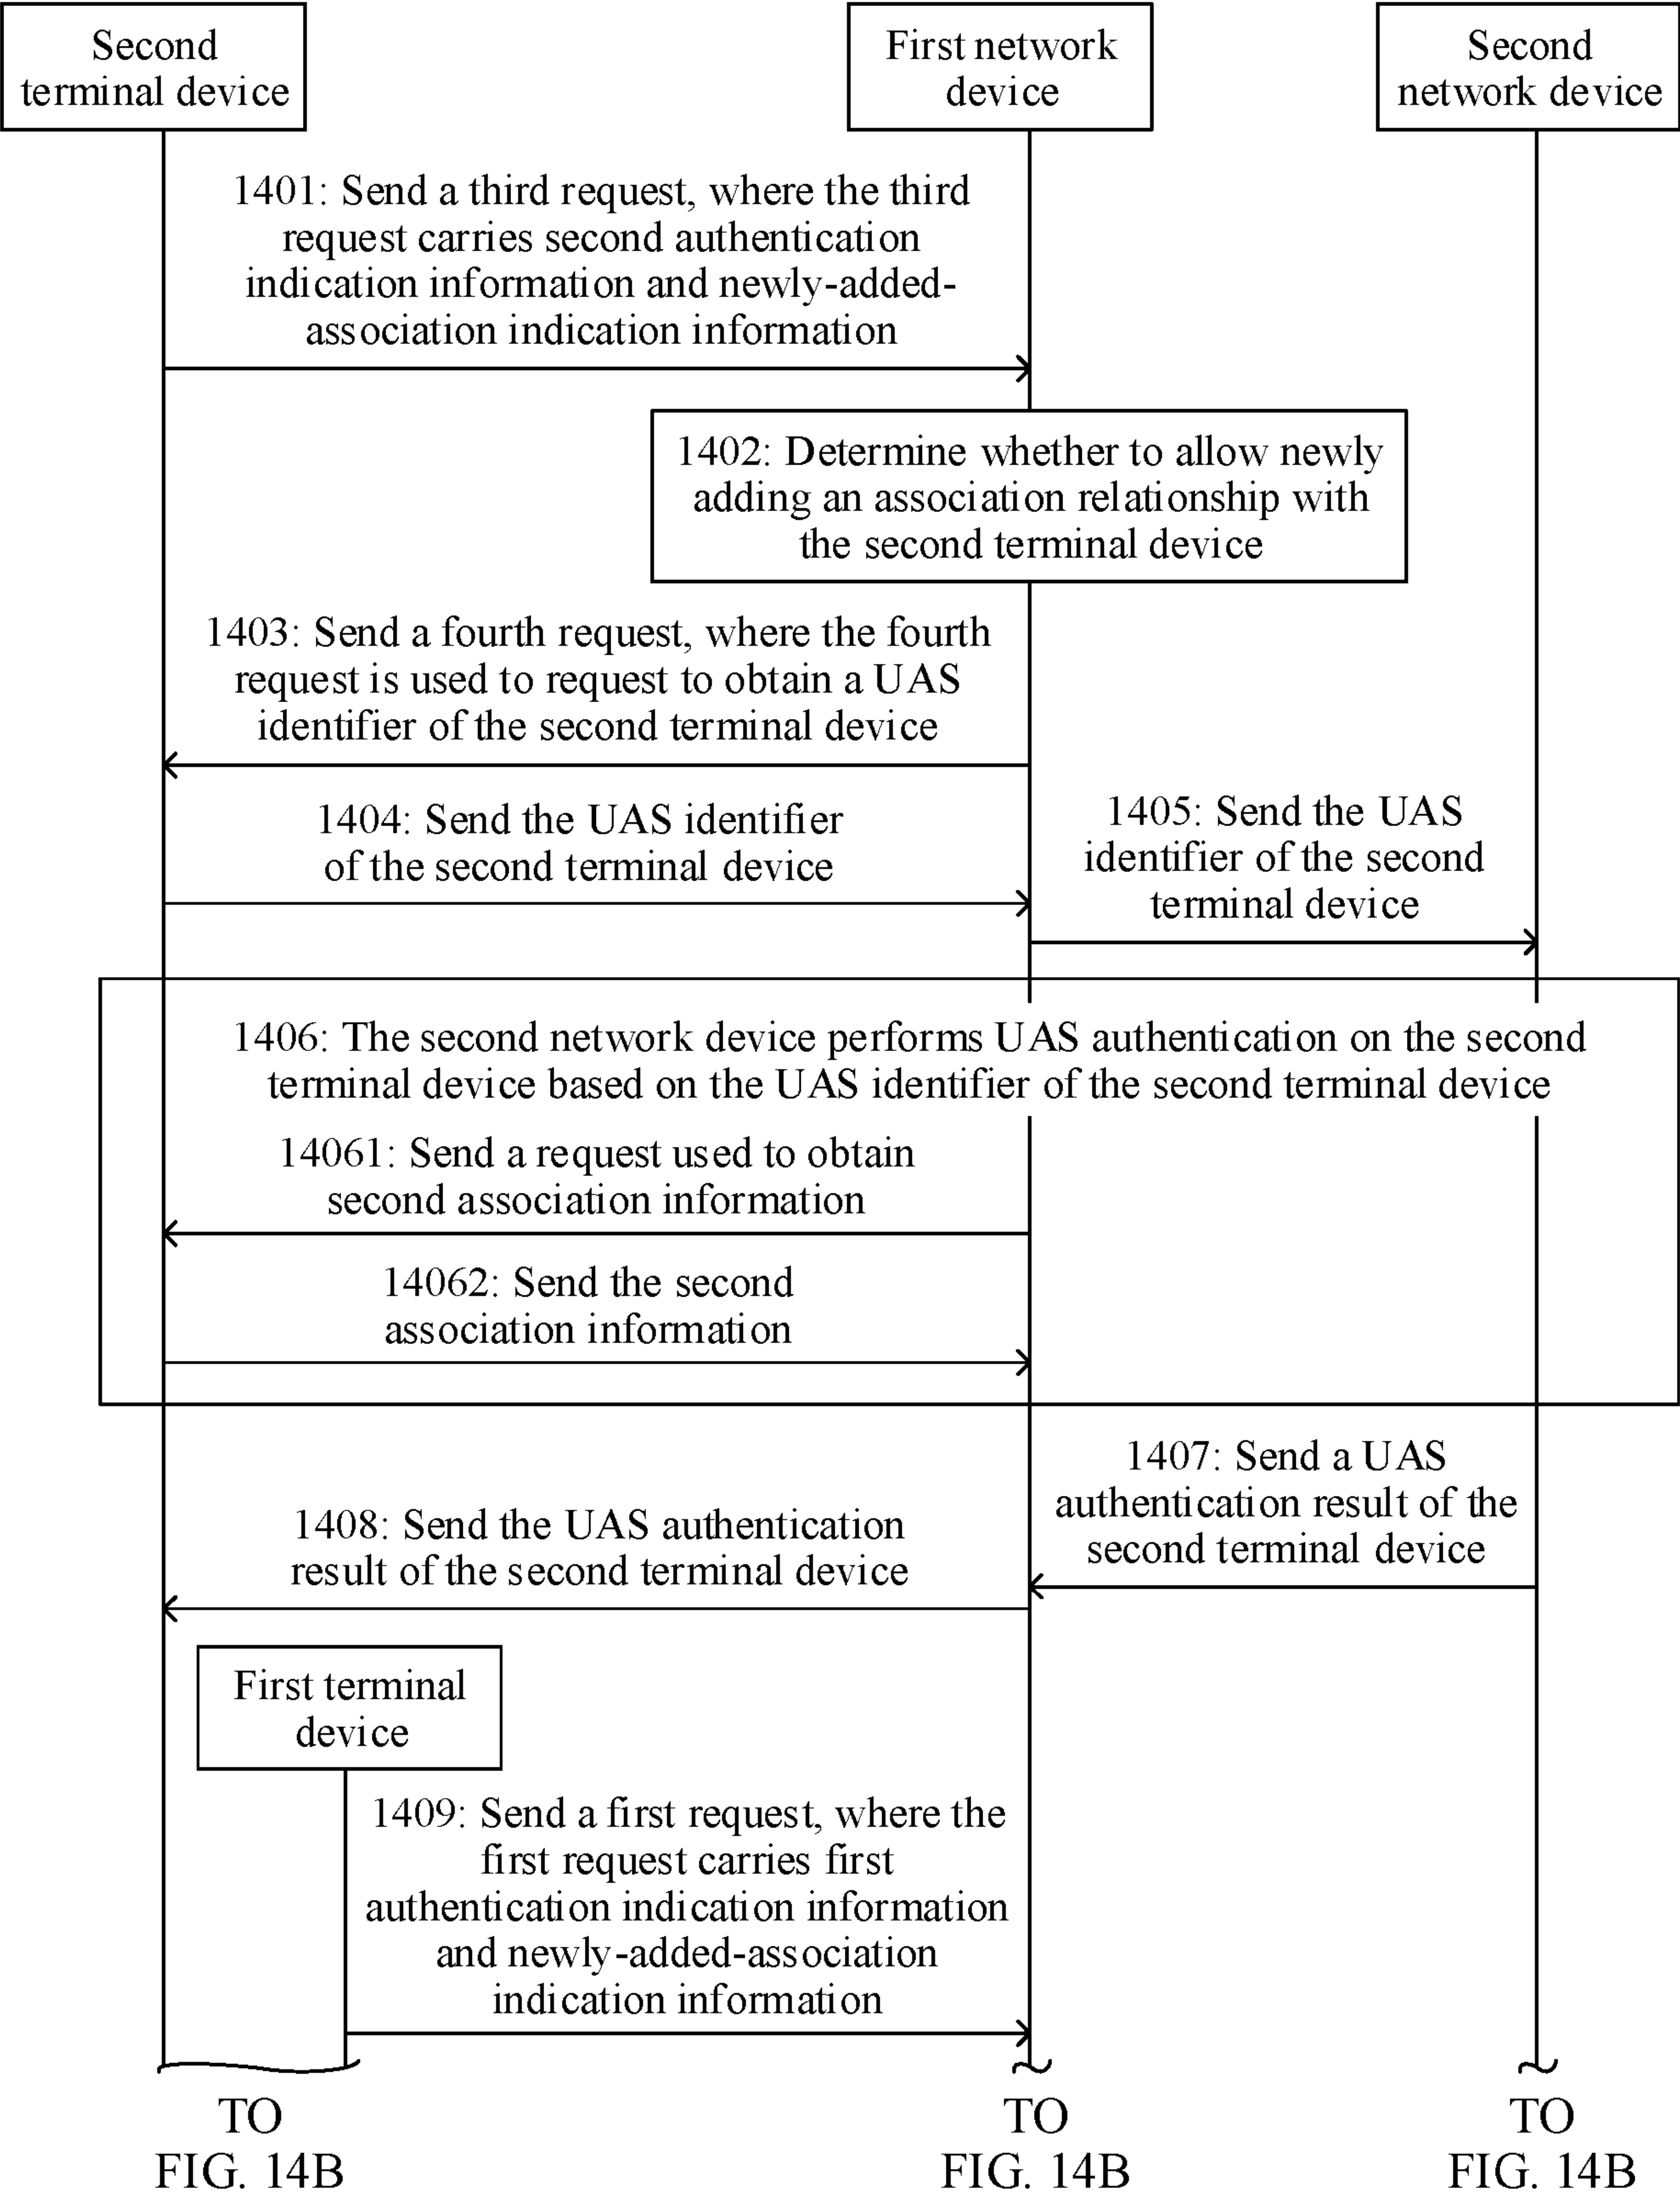 Second
terminal device
First network
device
Second
network device
1401: Send a third request, where the third
request carries second authentication
indication information and newly-added-
association indication information
1402: Determine whether to allow newly
adding an association relationship with
the second terminal device
1403: Send a fourth request, where the fourth
request is used to request to obtain a UAS
identifier of the second terminal device
1404: Send the UAS identifier
of the second terminal device
1405: Send the UAS
identifier of the second
terminal device
1406: The second network device performs UAS authentication on the second
terminal device based on the UAS identifier of the second terminal device
14061: Send a request used to obtain
second association information
14062: Send the second
association information
1407: Send a UAS
authentication result of the
second terminal device
1408: Send the UAS authentication
result of the second terminal device
First terminal
device
1409: Send a first request, where the
first request carries first
authentication indication information
and newly-added-association
indication information
TO
FIG. 14B
TO
FIG. 14B
TO
FIG. 14B